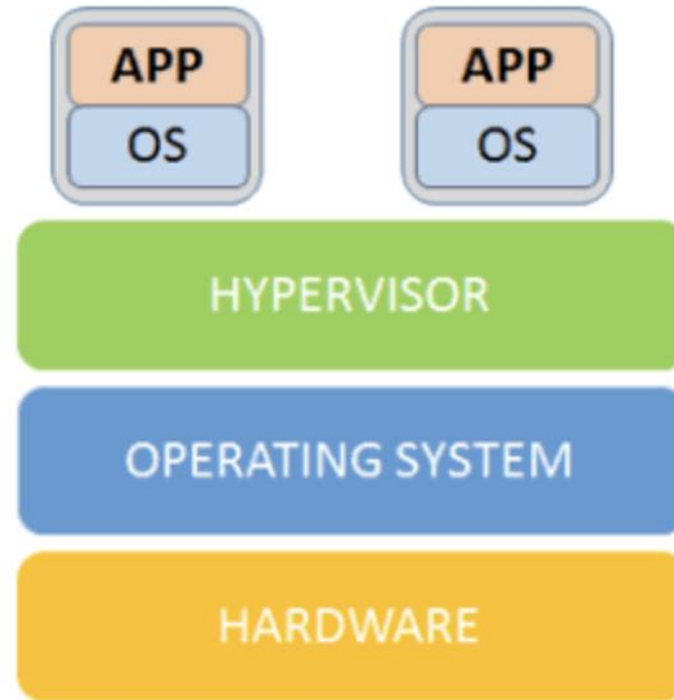 APP
OS
APP
OS
HYPERVISOR
OPERATING SYSTEM
HARDWARE